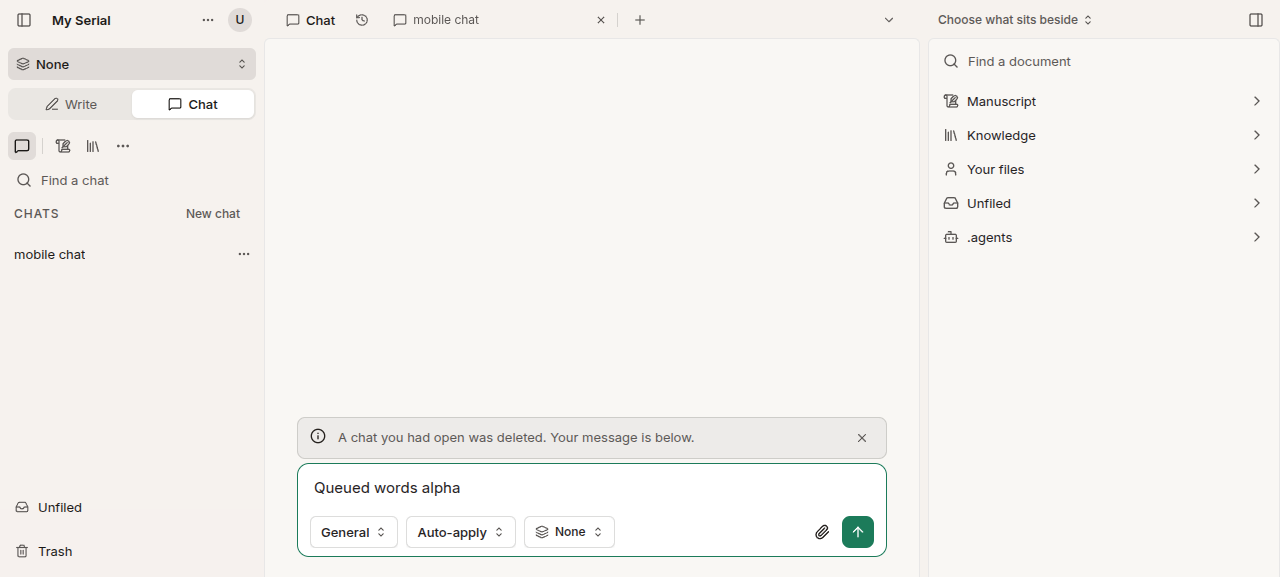 My Serial
U
None
Write
Chat
Find a chat
CHATS
New chat
mobile chat
Unfiled
Trash
Chat
mobile chat
A chat you had open was deleted. Your message is below.
Queued words alpha
General
Auto-apply
None
Choose what sits beside
Find a document
Manuscript
Knowledge
Your files
Unfiled
.agents